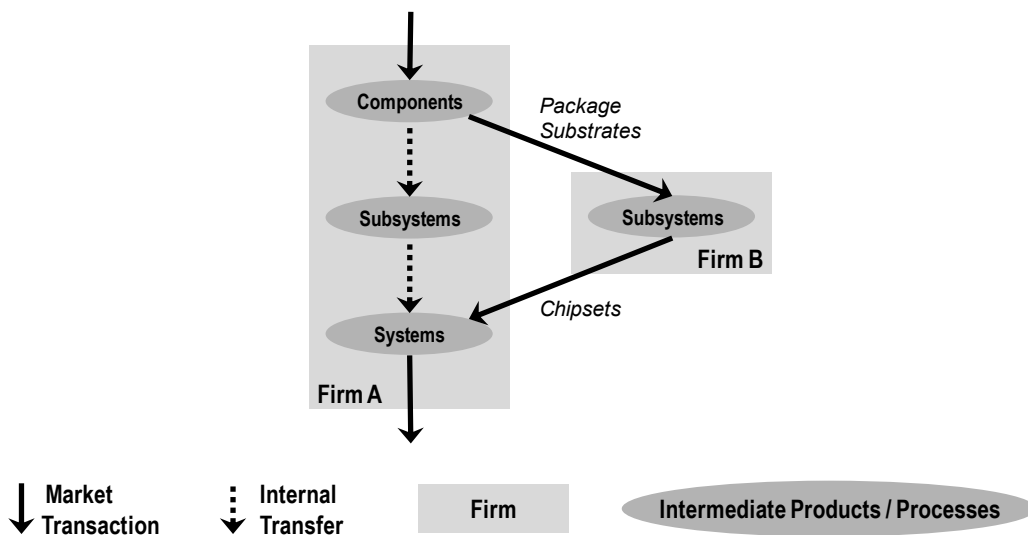 Components
Package
Substrates
Subsystems
Subsystems
Firm B
Chipsets
Systems
Firm A
Market
Transaction
Internal
Transfer
Firm
Intermediate Products / Processes